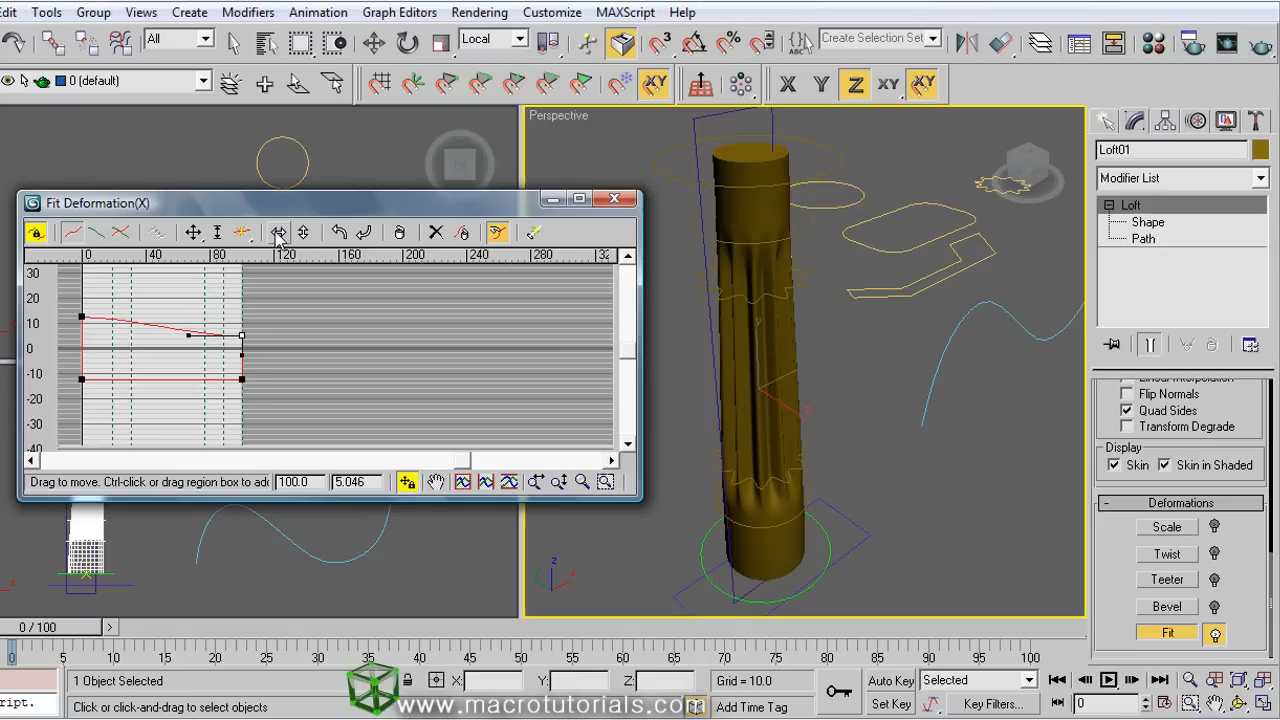 Edit Tools Group Views Create Modifiers Animation Graph Editors Rendering Customize MAXScript Help
All Local Create Selection Set
0 (default)
X Y Z XY XY
Perspective
TOP
Loft01
Modifier List
Loft
Shape
Path
Fit Deformation(X)
0 40 80 120 160 200 240 280 32
30
20
10
0
-10
-20
-30
-40
Drag to move. Ctrl-click or drag region box to add 100.0 5.046
Linear Interpolation
Flip Normals
Quad Sides
Transform Degrade
Display
Skin Skin in Shaded
Deformations
Scale
Twist
Teeter
Bevel
Fit
z
x
x
y
x
0 / 100
0 5 10 15 20 25 30 35 40 45 50 55 60 65 70 75 80 85 90 95 100
1 Object Selected X: Y: Z: Grid = 10.0 Auto Key Selected
ript. Click or click-and-drag to select objects Add Time Tag Set Key Key Filters... 0
www.macrotutorials.com